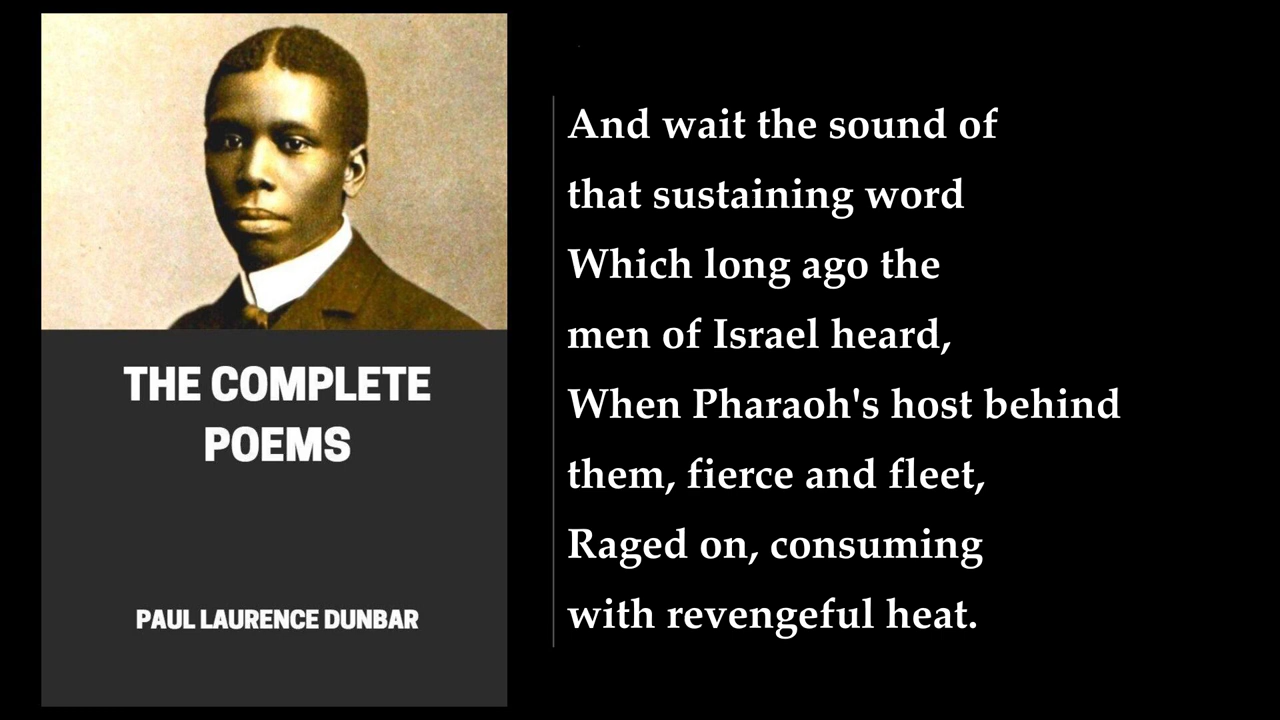 THE COMPLETE
POEMS
PAUL LAURENCE DUNBAR
And wait the sound of
that sustaining word
Which long ago the
men of Israel heard,
When Pharaoh's host behind
them, fierce and fleet,
Raged on, consuming
with revengeful heat.